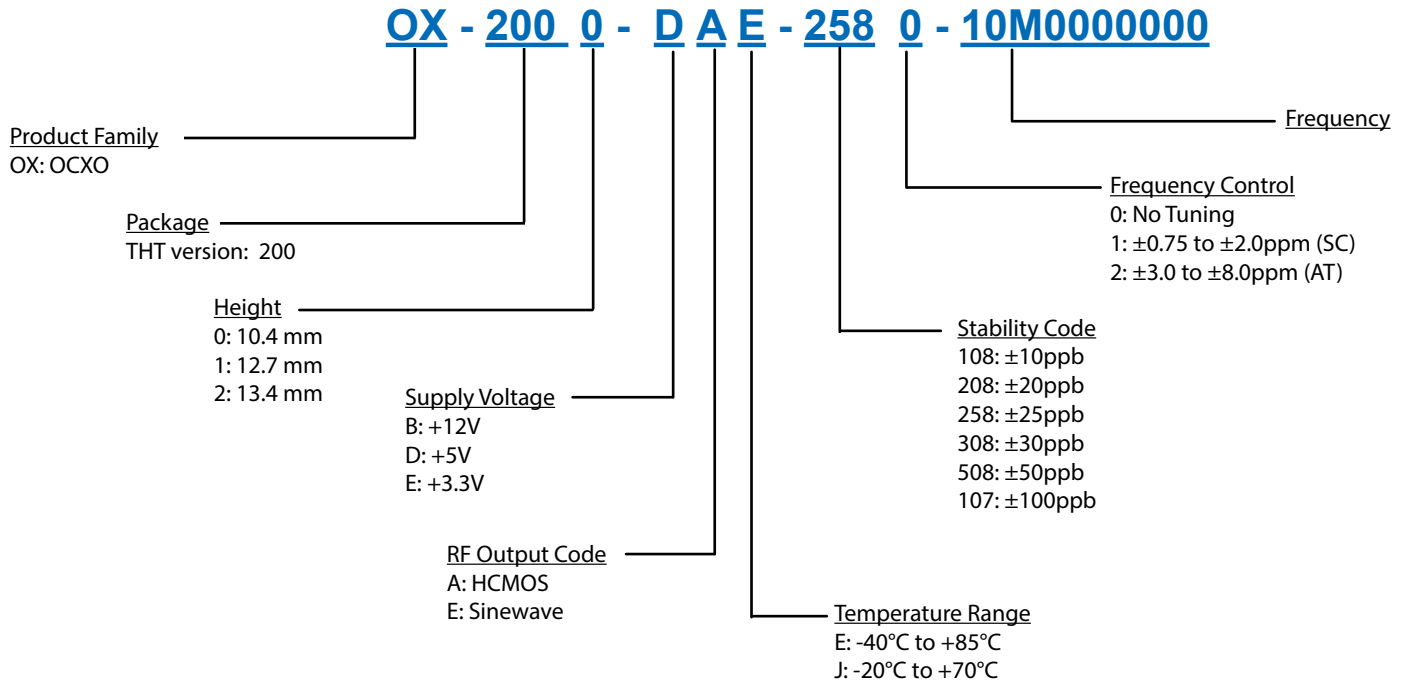 OX - 200 0 - D A E - 258 0 - 10M0000000
Product Family
OX: OCXO
Package
THT version: 200
Height
0: 10.4 mm
1: 12.7 mm
2: 13.4 mm
Supply Voltage
B: +12V
D: +5V
E: +3.3V
RF Output Code
A: HCMOS
E: Sinewave
Temperature Range
E: -40°C to +85°C
J: -20°C to +70°C
Stability Code
108: ±10ppb
208: ±20ppb
258: ±25ppb
308: ±30ppb
508: ±50ppb
107: ±100ppb
Frequency Control
0: No Tuning
1: ±0.75 to ±2.0ppm (SC)
2: ±3.0 to ±8.0ppm (AT)
Frequency